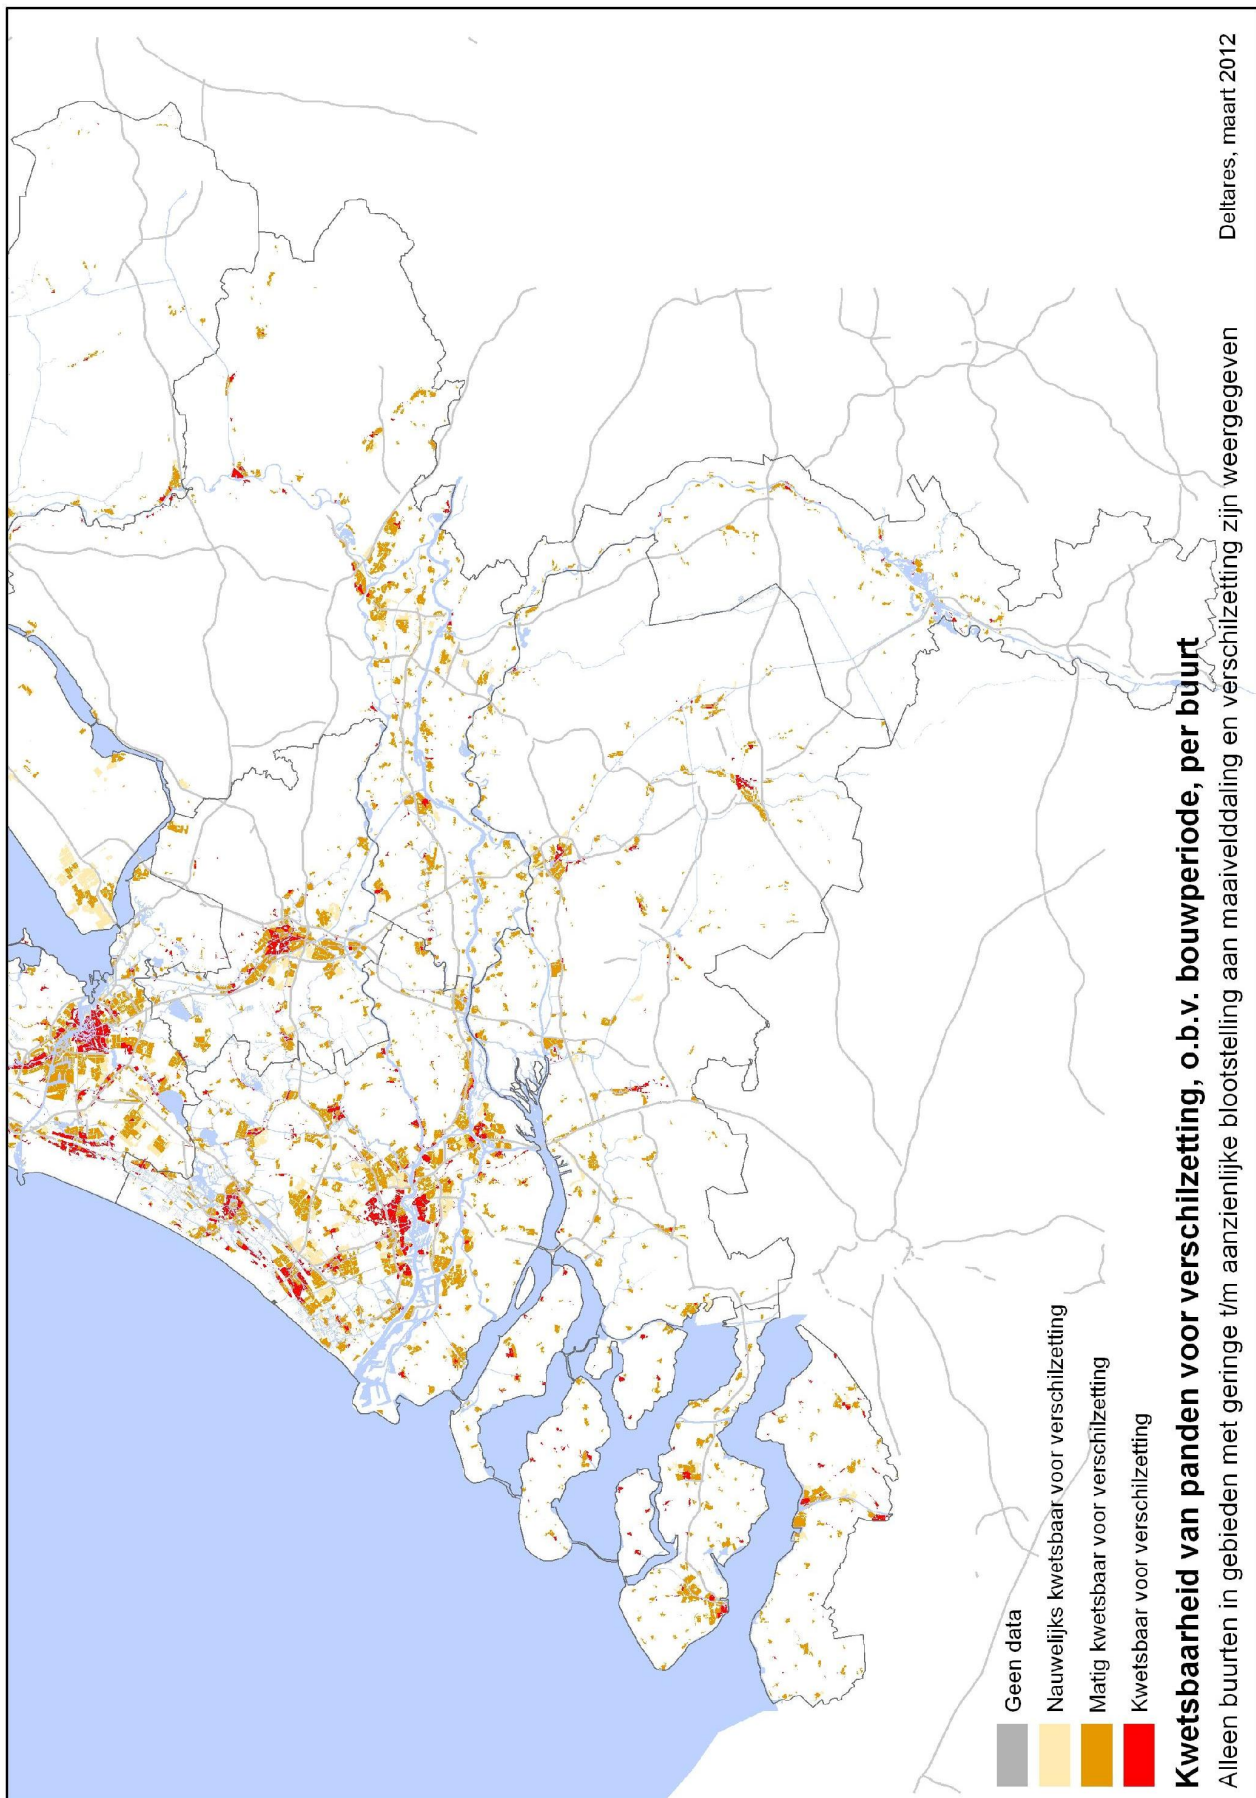 Geen data
Nauwelijks kwetsbaar voor verschilzetting
Matig kwetsbaar voor verschilzetting
Kwetsbaar voor verschilzetting
Kwetsbaarheid van panden voor verschilzetting, o.b.v. bouwperiode, per buurt
Alleen buurten in gebieden met geringe t/m aanzienlijke blootstelling aan maaivelddaling en verschilzetting zijn weergegeven
Deltares, maart 2012